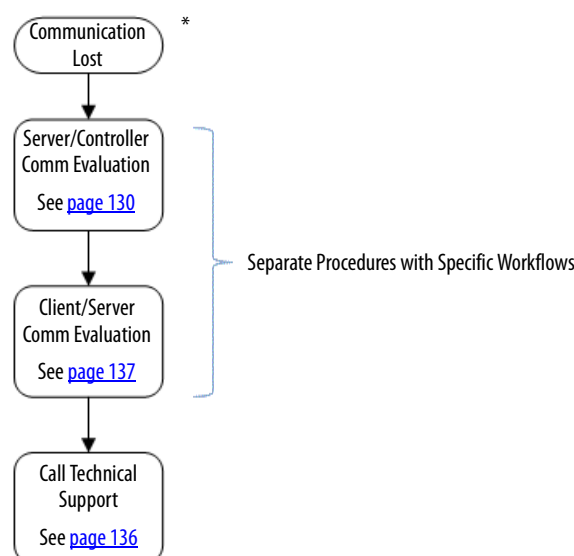 Communication
Lost
*
Server/Controller
Comm Evaluation
See page 130
Separate Procedures with Specific Workflows
Client/Server
Comm Evaluation
See page 137
Call Technical
Support
See page 136